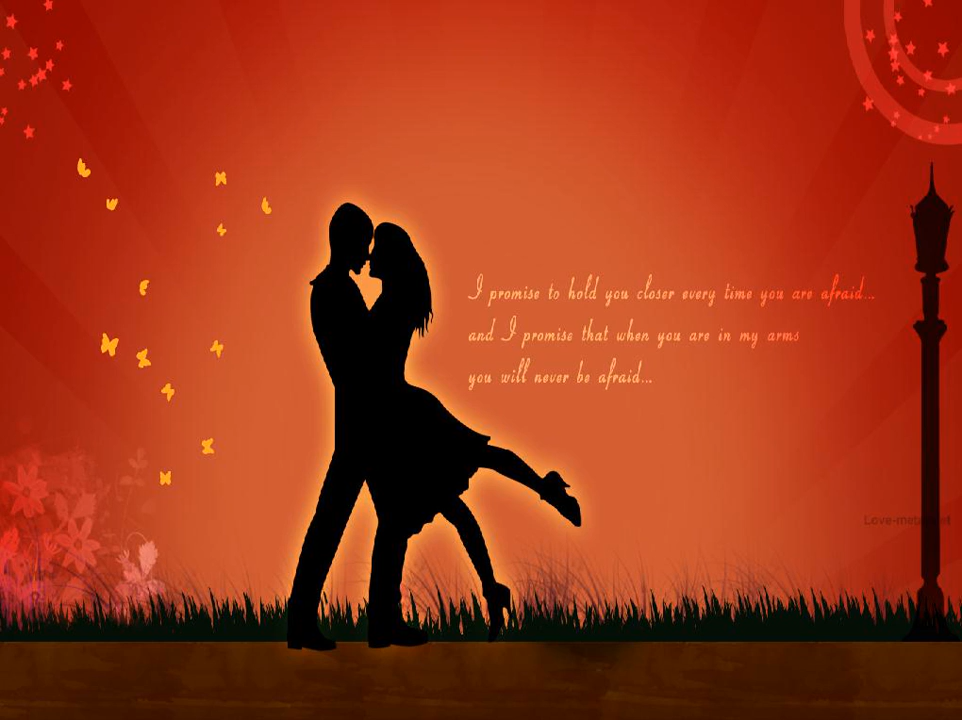 I promise to hold you closer every time you are afraid...
and I promise that when you are in my arms
you will never be afraid...